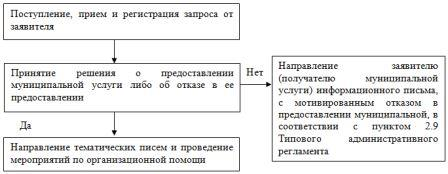 Поступление, прием и регистрация запроса от
заявителя
Принятие решения о предоставлении
муниципальной услуги либо об отказе в ее
предоставлении
Нет
Направление заявителю
(получателю муниципальной
услуги) информационного письма,
с мотивированным отказом в
предоставлении муниципальной, в
соответствии с пунктом 2.9
Типового административного
регламента
Да
Направление тематических писем и проведение
мероприятий по организационной помощи